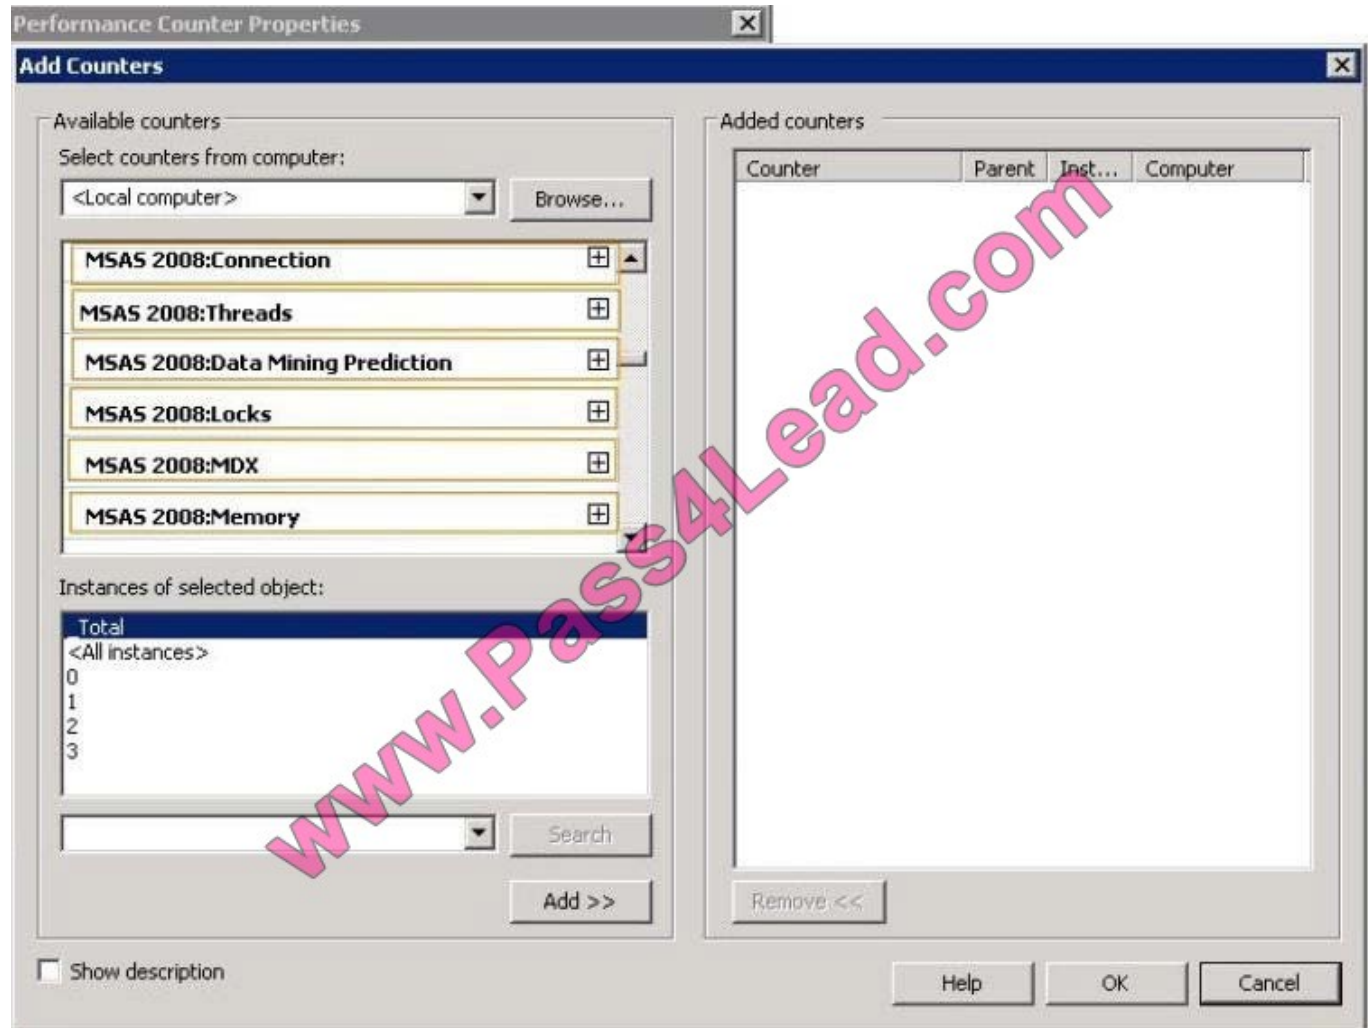 Performance Counter Properties
Add Counters
Available counters
Select counters from computer:
<Local computer>
Browse...
MSAS 2008:Connection
MSAS 2008:Threads
MSAS 2008:Data Mining Prediction
MSAS 2008:Locks
MSAS 2008:MDX
MSAS 2008:Memory
Instances of selected object:
_Total
<All instances>
0
1
2
3
Search
Add >>
Show description
Added counters
Counter Parent Inst... Computer
Remove <<
Help OK Cancel
www.Pass4Lead.com